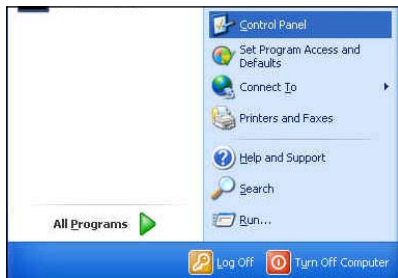 Control Panel
Set Program Access and
Defaults
Connect To
Printers and Faxes
Help and Support
Search
Run...
All Programs
Log Off
Turn Off Computer